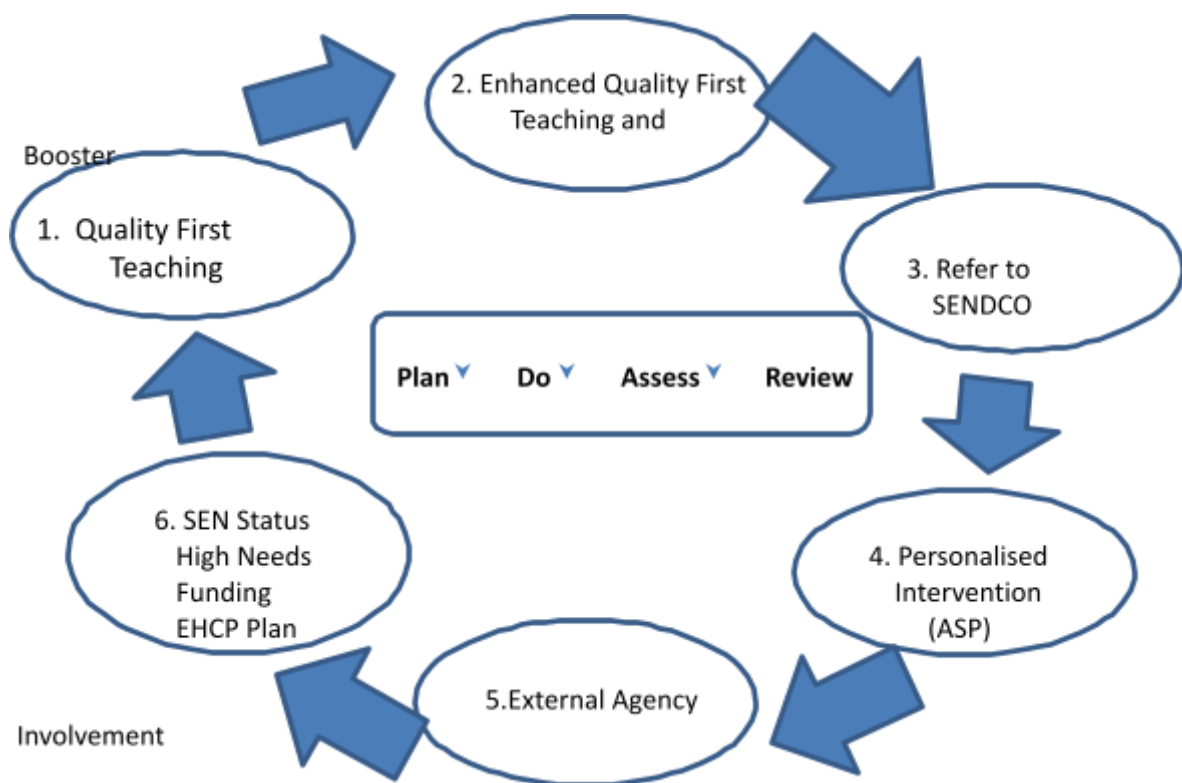 2. Enhanced Quality First
Teaching and
Booster
1. Quality First
Teaching
3. Refer to
SENDCO
Plan Do Assess Review
4. Personalised
Intervention
(ASP)
6. SEN Status
High Needs
Funding
EHCP Plan
5.External Agency
Involvement